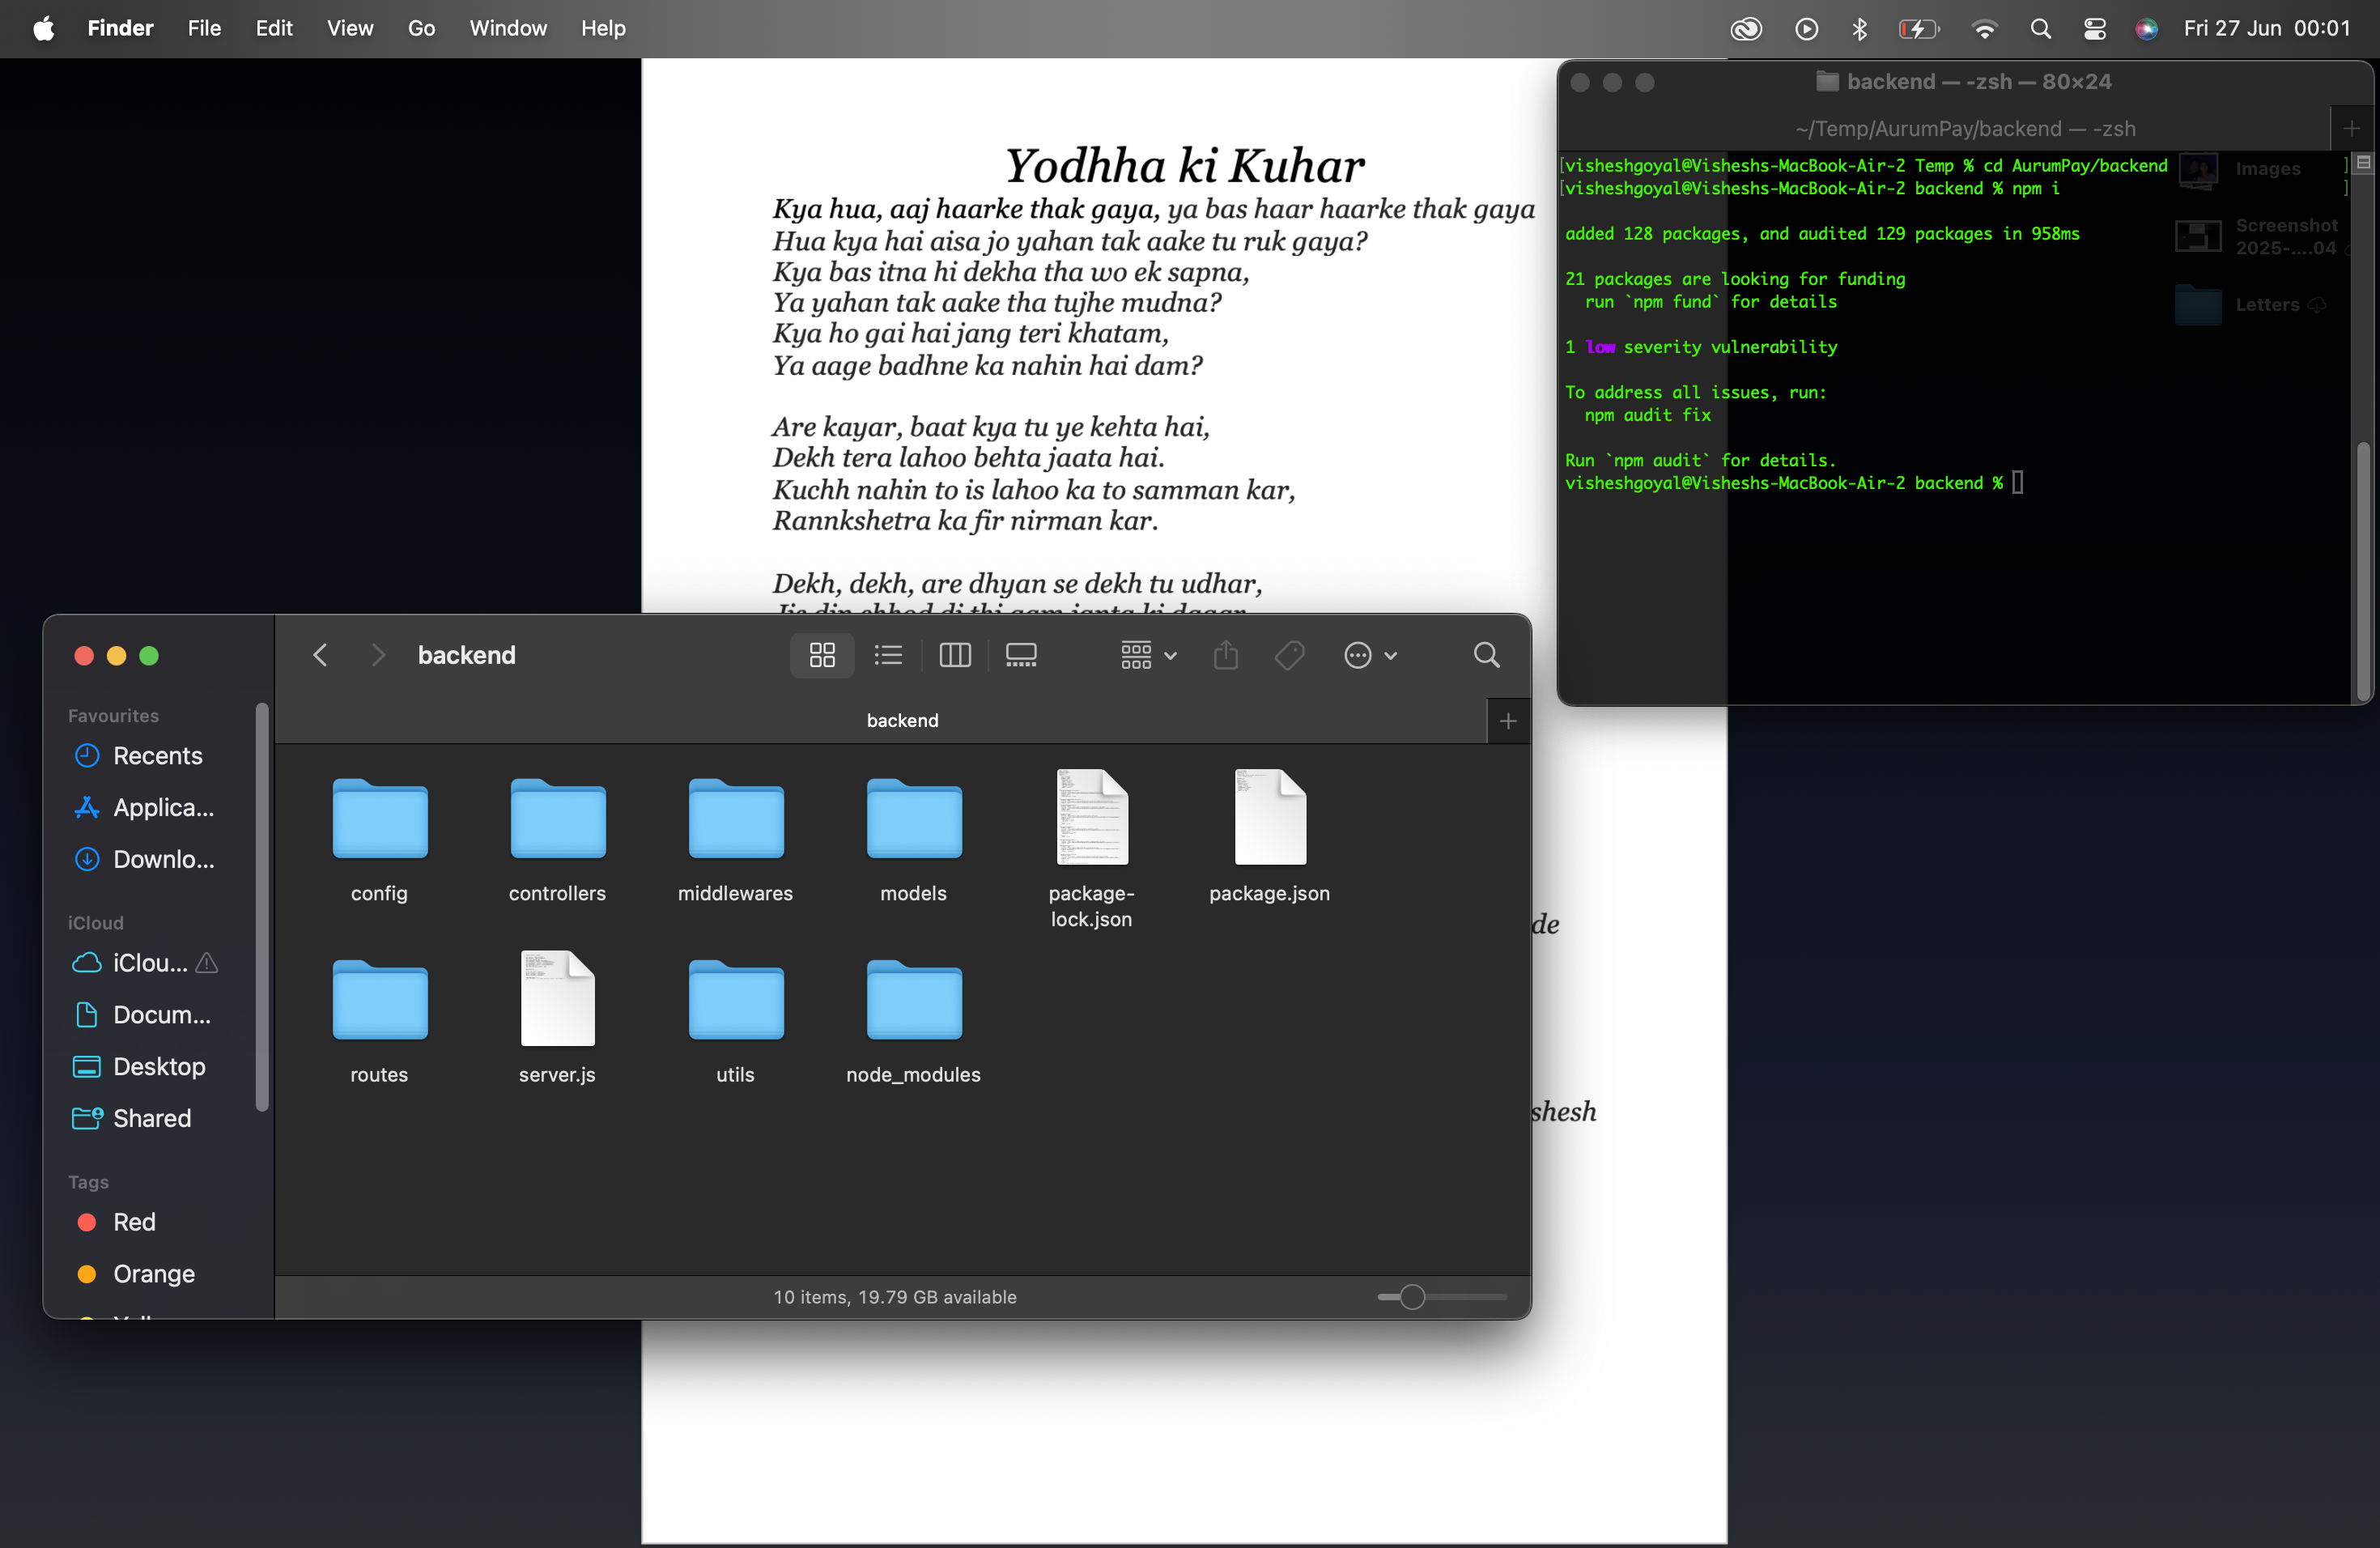 Finder File Edit View Go Window Help
Fri 27 Jun 00:01
Yodhha ki Kuhar
Kya hua, aaj haarke thak gaya, ya bas haar haarke thak gaya
Hua kya hai aisa jo yahan tak aake tu ruk gaya?
Kya bas itna hi dekha tha wo ek sapna,
Ya yahan tak aake tha tujhe mudna?
Kya ho gai hai jang teri khatam,
Ya aage badhne ka nahin hai dam?
Are kayar, baat kya tu ye kehta hai,
Dekh tera lahoo behta jaata hai.
Kuchh nahin to is lahoo ka to samman kar,
Rannkshetra ka fir nirman kar.
Dekh, dekh, are dhyan se dekh tu udhar,
de
shesh
backend — -zsh — 80×24
~/Temp/AurumPay/backend — -zsh
[visheshgoyal@Visheshs-MacBook-Air-2 Temp % cd AurumPay/backend ]
[visheshgoyal@Visheshs-MacBook-Air-2 backend % npm i ]
added 128 packages, and audited 129 packages in 958ms
21 packages are looking for funding
run `npm fund` for details
1 low severity vulnerability
To address all issues, run:
npm audit fix
Run `npm audit` for details.
visheshgoyal@Visheshs-MacBook-Air-2 backend %
Images
Screenshot
2025-....04
Letters
backend
backend
Favourites
Recents
Applica...
Downlo...
iCloud
iClou...
Docum...
Desktop
Shared
Tags
Red
Orange
config
controllers
middlewares
models
package-
lock.json
package.json
routes
server.js
utils
node_modules
10 items, 19.79 GB available